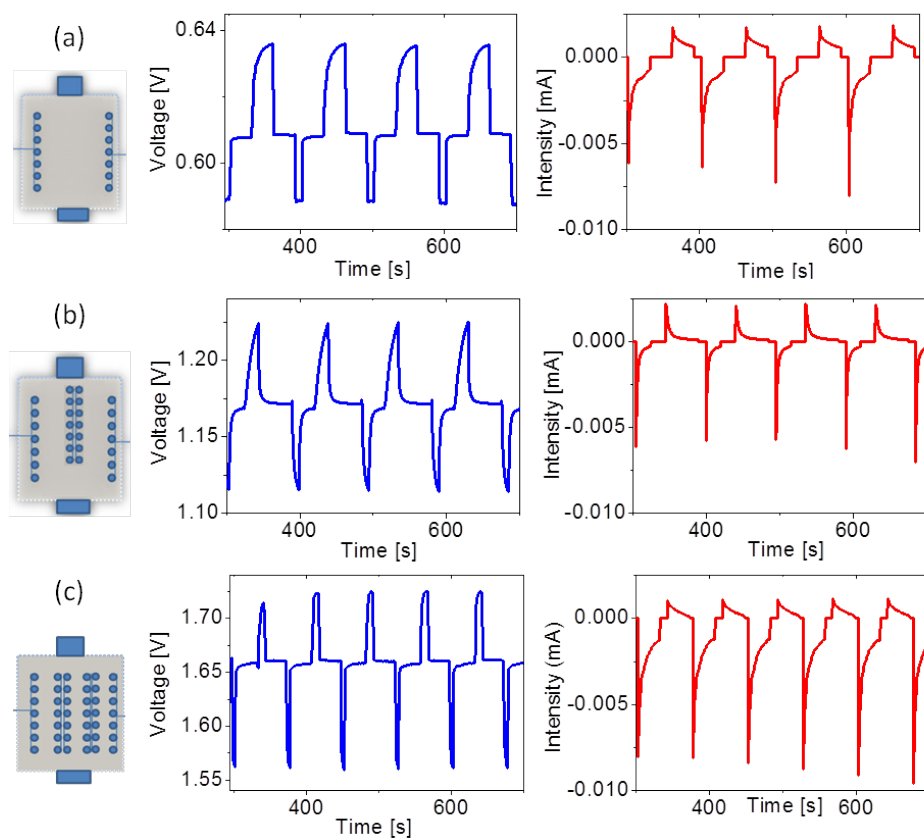 (a)
Voltage [V]
0.64
0.60
400
600
Time [s]
Intensity [mA]
0.000
-0.005
-0.010
400
600
Time [s]
(b)
Voltage [V]
1.20
1.15
1.10
400
600
Time [s]
Intensity [mA]
0.000
-0.005
-0.010
400
600
Time [s]
(c)
Voltage [V]
1.70
1.65
1.60
1.55
400
600
Time [s]
Intensity (mA)
0.000
-0.005
-0.010
400
600
Time [s]